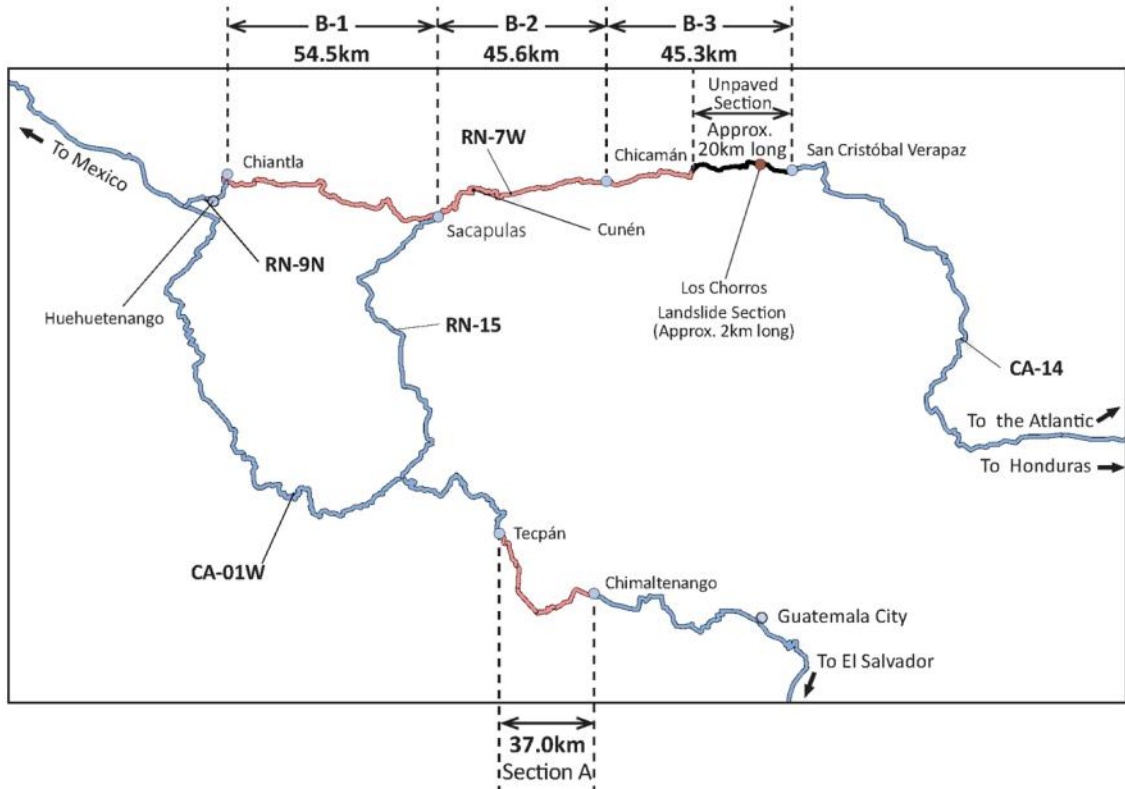 B-1
B-2
B-3
54.5km
45.6km
45.3km
Unpaved
Section
Approx.
20km long
To Mexico
Chiantla
RN-7W
Chicamán
San Cristóbal Verapaz
Sacapulas
Cunén
RN-9N
Huehuetenango
RN-15
Los Chorros
Landslide Section
(Approx. 2km long)
CA-14
To the Atlantic
To Honduras
Tecpán
CA-01W
Chimaltenango
Guatemala City
To El Salvador
37.0km
Section A